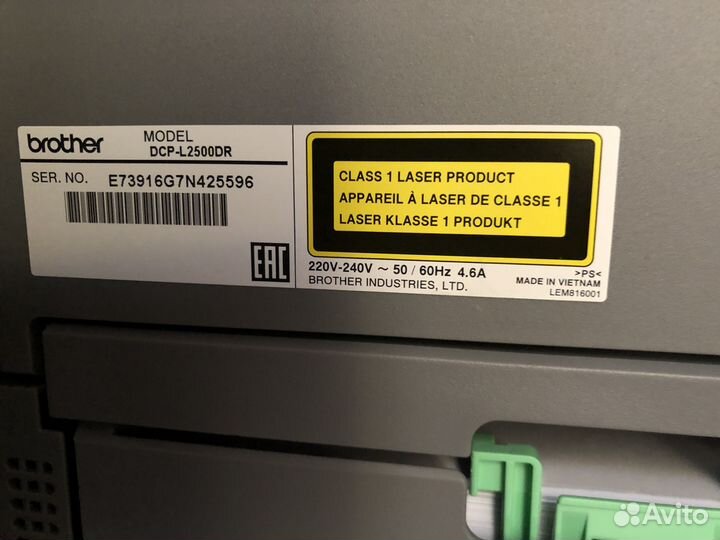 brother
MODEL
DCP-L2500DR
SER. NO. E73916G7N425596
EAC
CLASS 1 LASER PRODUCT
APPAREIL À LASER DE CLASSE 1
LASER KLASSE 1 PRODUKT
220V-240V ~ 50 / 60Hz 4.6A
BROTHER INDUSTRIES, LTD.
>PS<
MADE IN VIETNAM
LEM816001
Avito